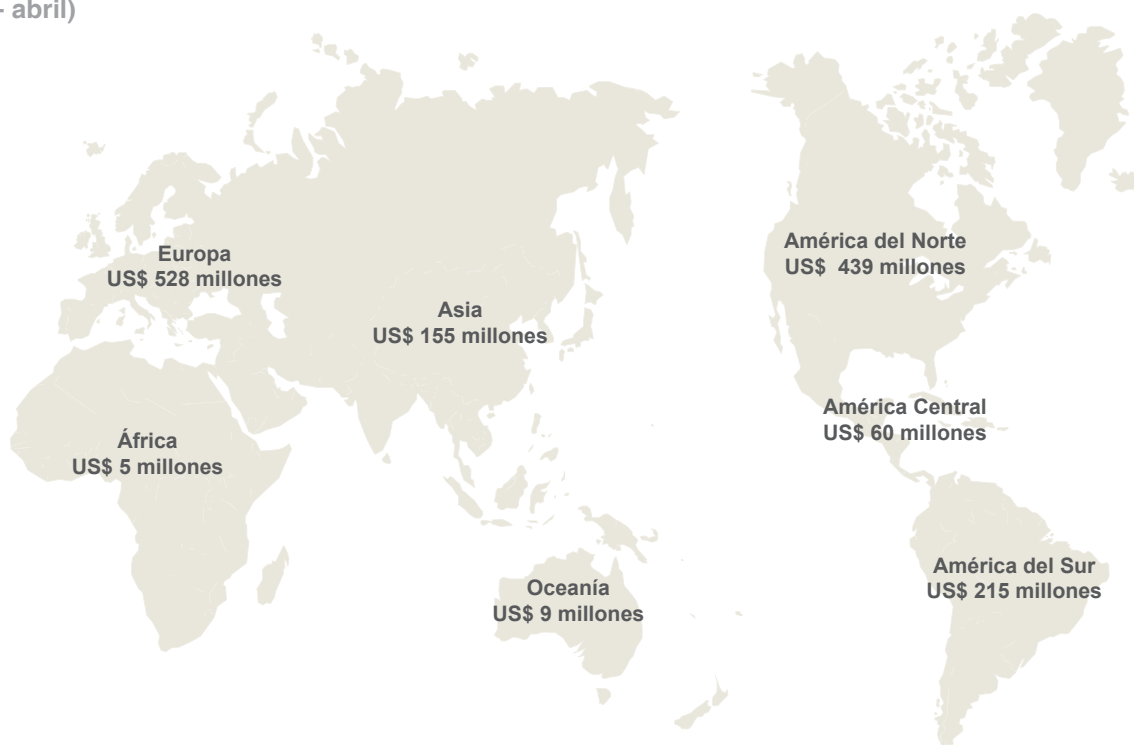 - abril)
Europa
US$ 528 millones
América del Norte
US$  439 millones
Asia
US$ 155 millones
América Central
US$ 60 millones
África
US$ 5 millones
América del Sur
US$ 215 millones
Oceanía
US$ 9 millones